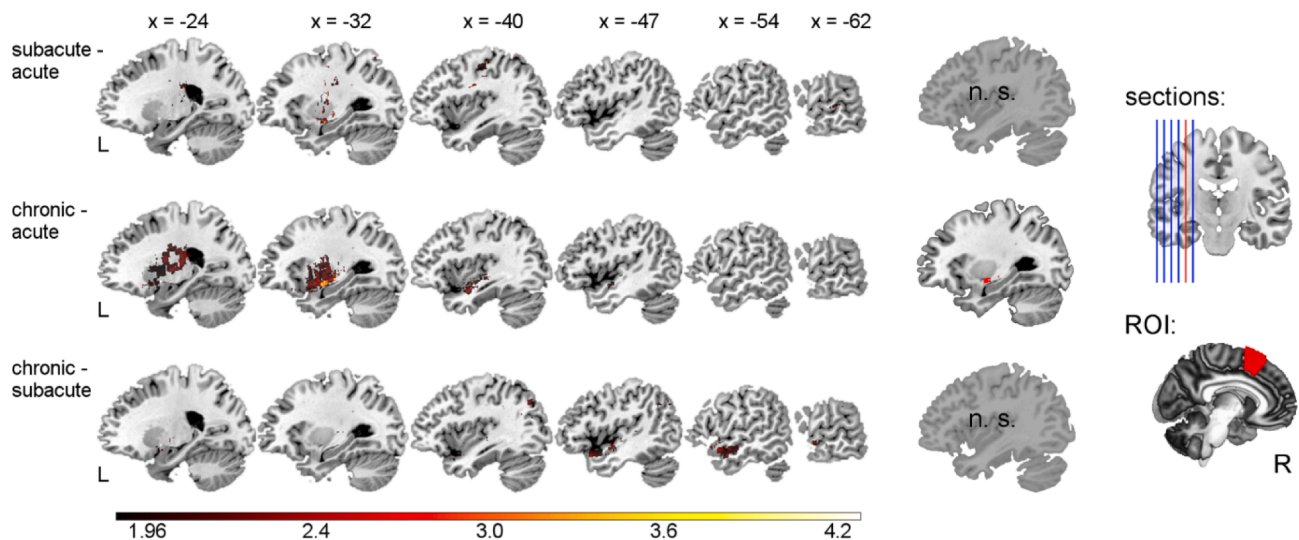 x = -24 x = -32 x = -40 x = -47 x = -54 x = -62
subacute -
acute
n. s.
sections:
L
chronic -
acute
L
ROI:
chronic -
subacute
n. s.
L
R
1.96 2.4 3.0 3.6 4.2